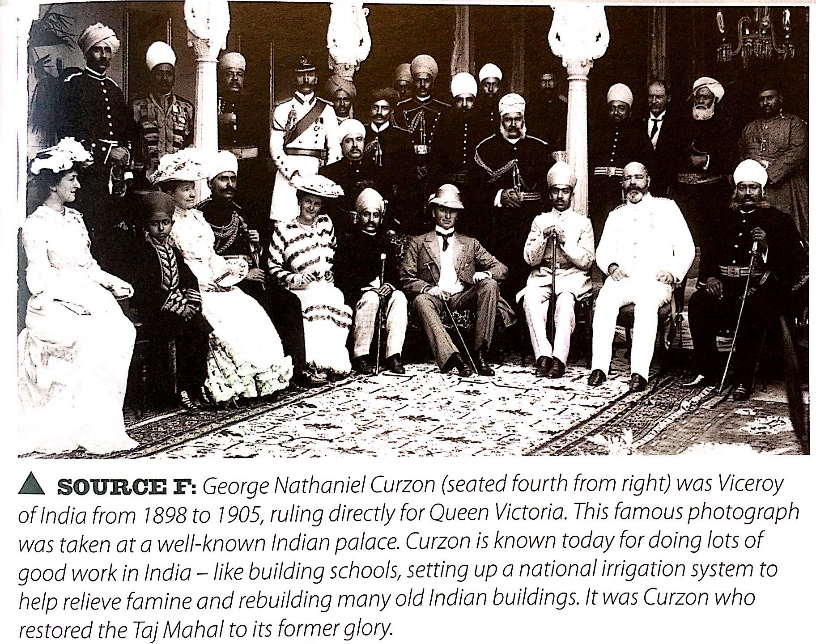 ▲ SOURCE F: George Nathaniel Curzon (seated fourth from right) was Viceroy
of India from 1898 to 1905, ruling directly for Queen Victoria. This famous photograph
was taken at a well-known Indian palace. Curzon is known today for doing lots of
good work in India – like building schools, setting up a national irrigation system to
help relieve famine and rebuilding many old Indian buildings. It was Curzon who
restored the Taj Mahal to its former glory.